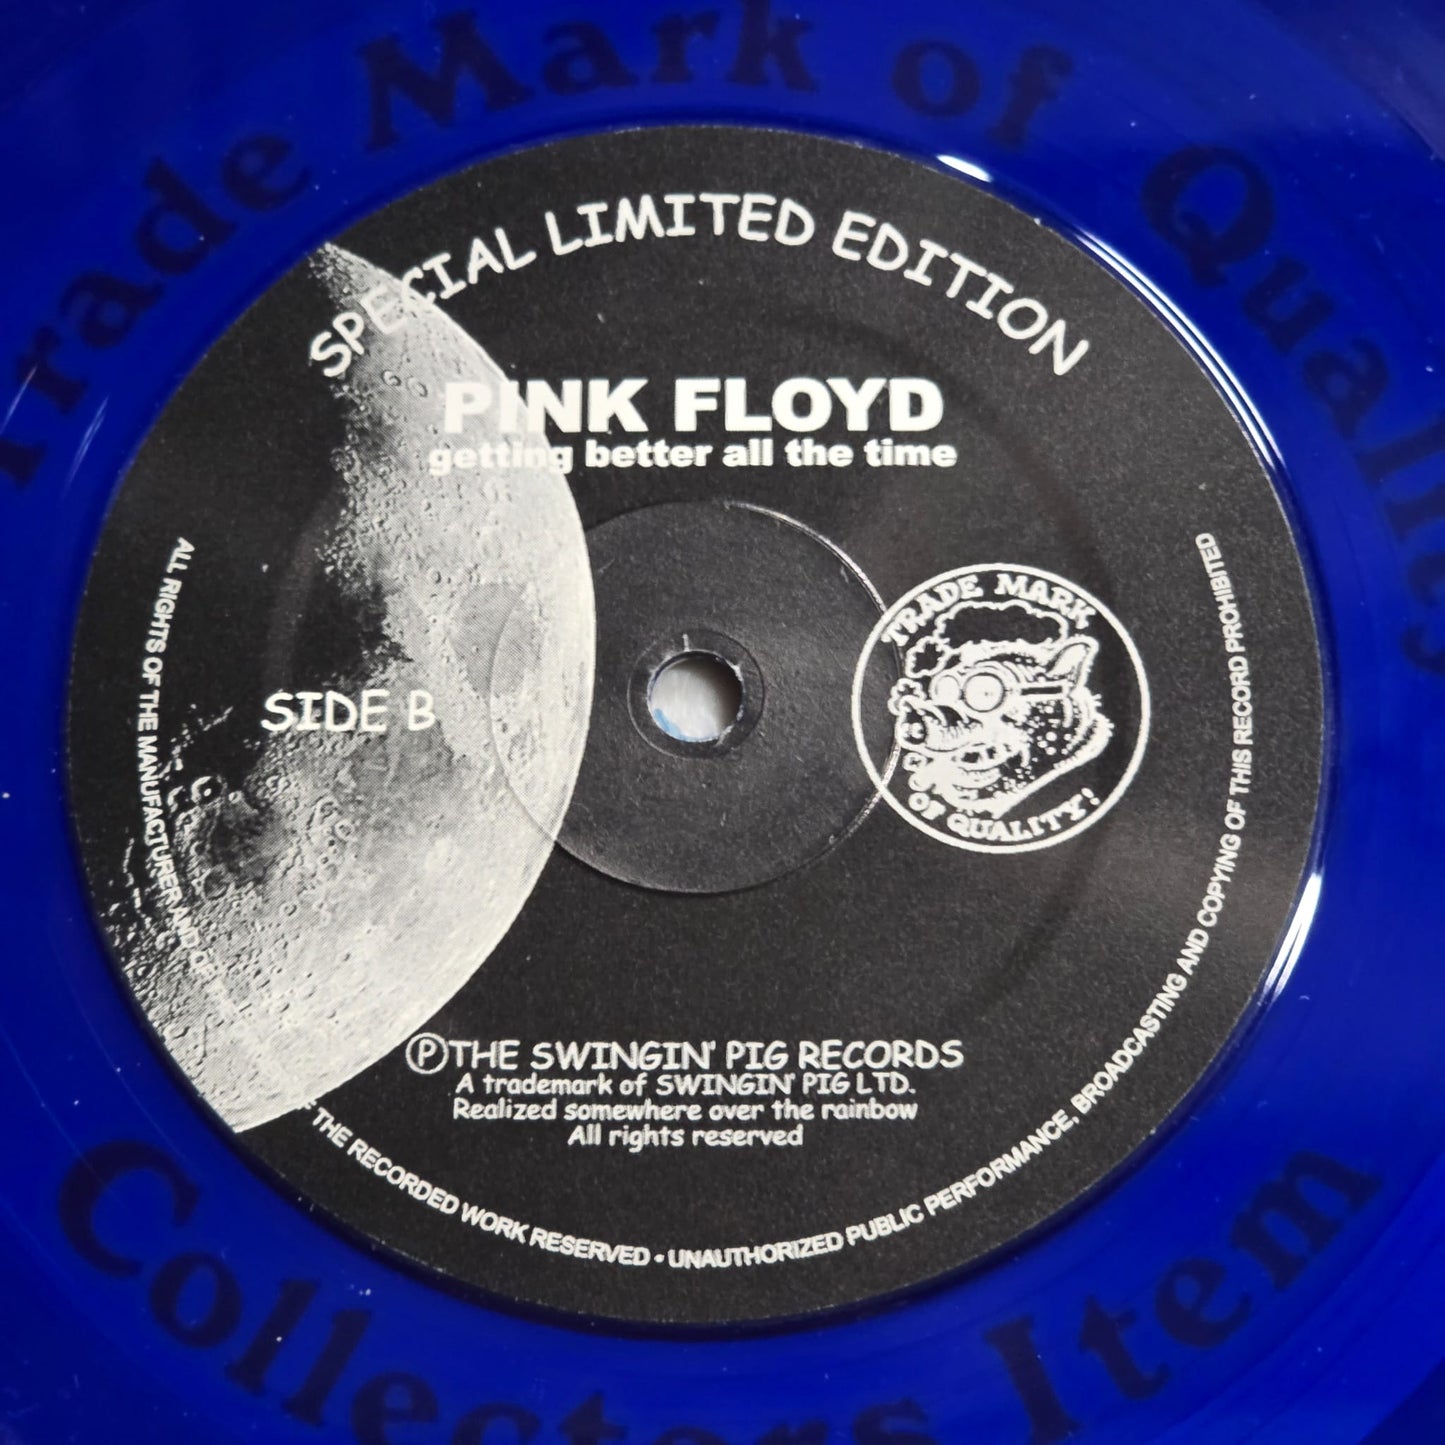 Trade Mark of Quality
SPECIAL LIMITED EDITION
PINK FLOYD
getting better all the time
TRADE MARK
OF QUALITY!
SIDE B
ⓅTHE SWINGIN' PIG RECORDS
A trademark of SWINGIN' PIG LTD.
Realized somewhere over the rainbow
All rights reserved
ALL RIGHTS OF THE MANUFACTURER AND OF
OF THE RECORDED WORK RESERVED • UNAUTHORIZED PUBLIC PERFORMANCE, BROADCASTING AND COPYING OF THIS RECORD PROHIBITED
Collectors Item